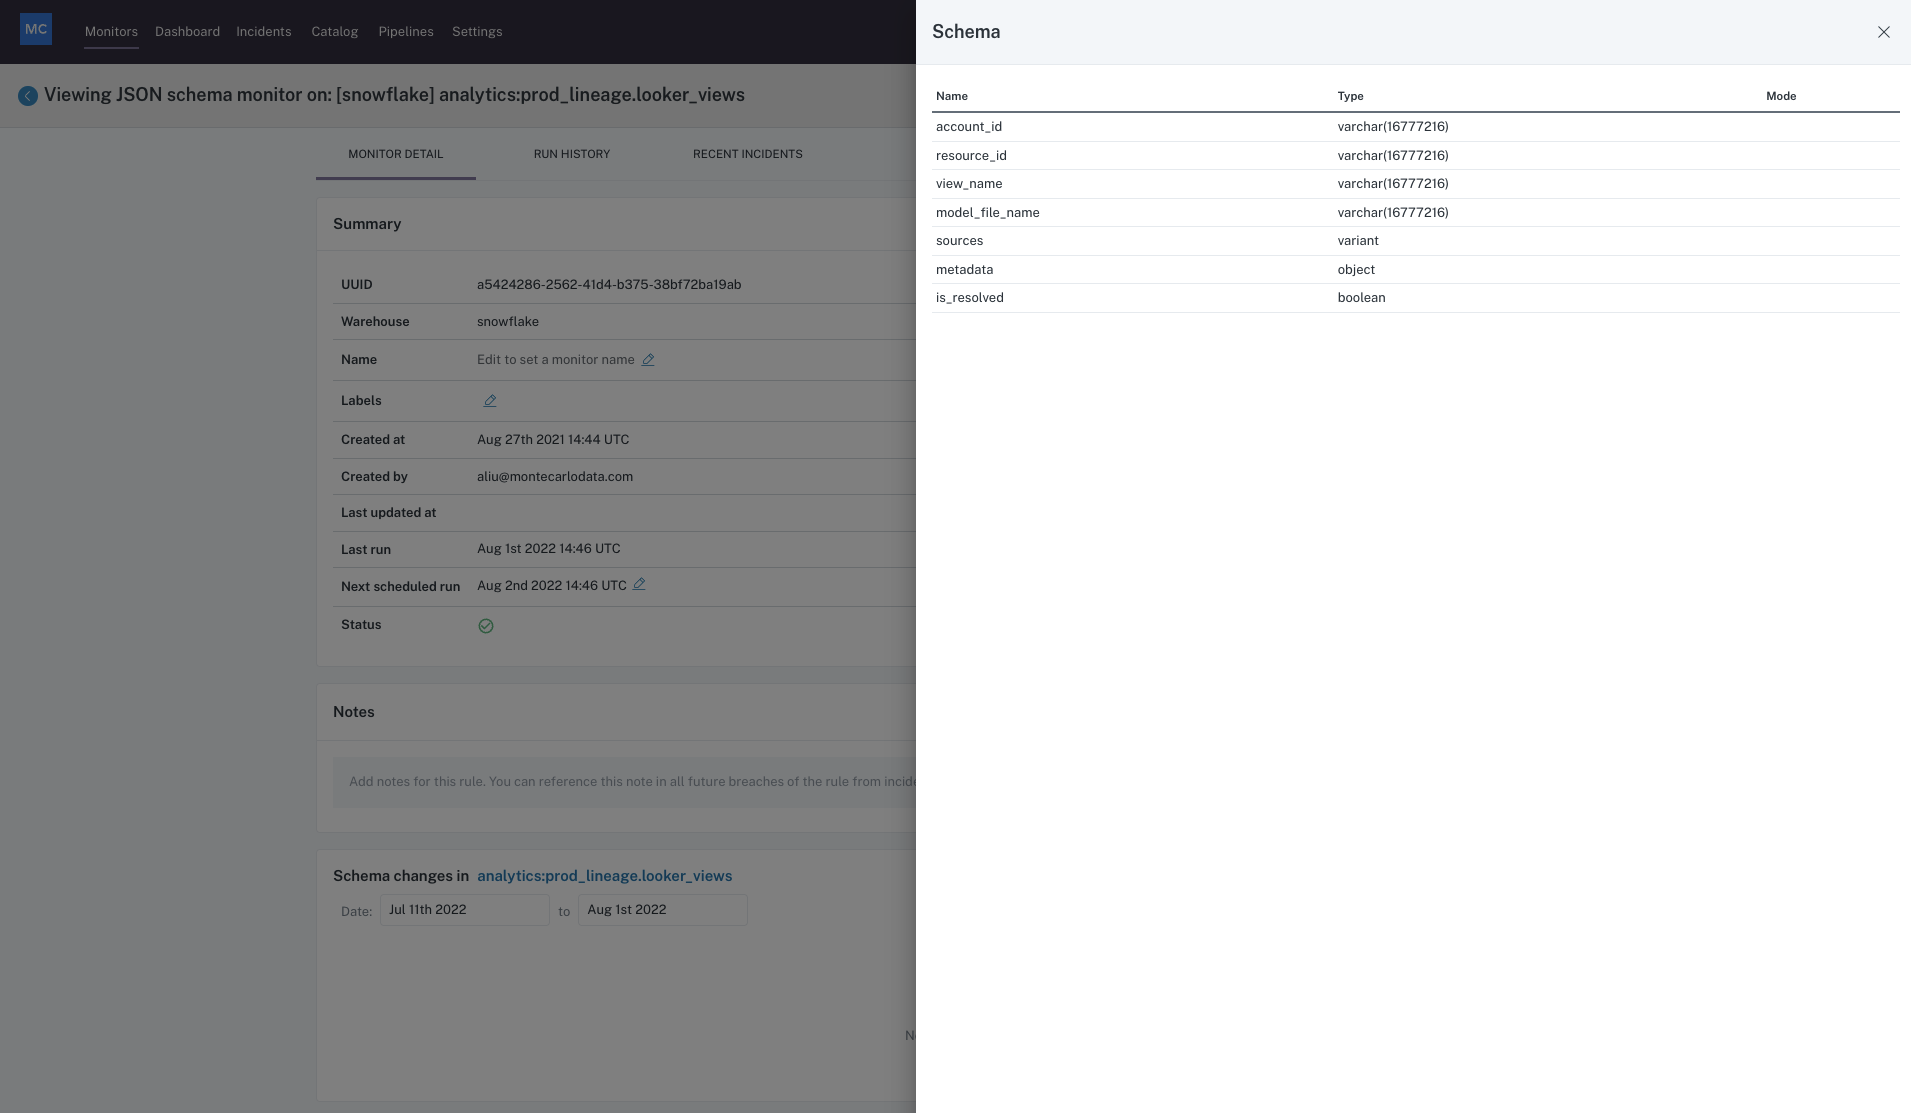 MC
Monitors Dashboard Incidents Catalog Pipelines Settings
Viewing JSON schema monitor on: [snowflake] analytics:prod_lineage.looker_views
MONITOR DETAIL RUN HISTORY RECENT INCIDENTS
Summary
UUID a5424286-2562-41d4-b375-38bf72ba19ab
Warehouse snowflake
Name Edit to set a monitor name
Labels
Created at Aug 27th 2021 14:44 UTC
Created by aliu@montecarlodata.com
Last updated at
Last run Aug 1st 2022 14:46 UTC
Next scheduled run Aug 2nd 2022 14:46 UTC
Status
Notes
Add notes for this rule. You can reference this note in all future breaches of the rule from
Schema changes in analytics:prod_lineage.looker_views
Date: Jul 11th 2022 to Aug 1st 2022
Schema
Name Type Mode
account_id varchar(16777216)
resource_id varchar(16777216)
view_name varchar(16777216)
model_file_name varchar(16777216)
sources variant
metadata object
is_resolved boolean